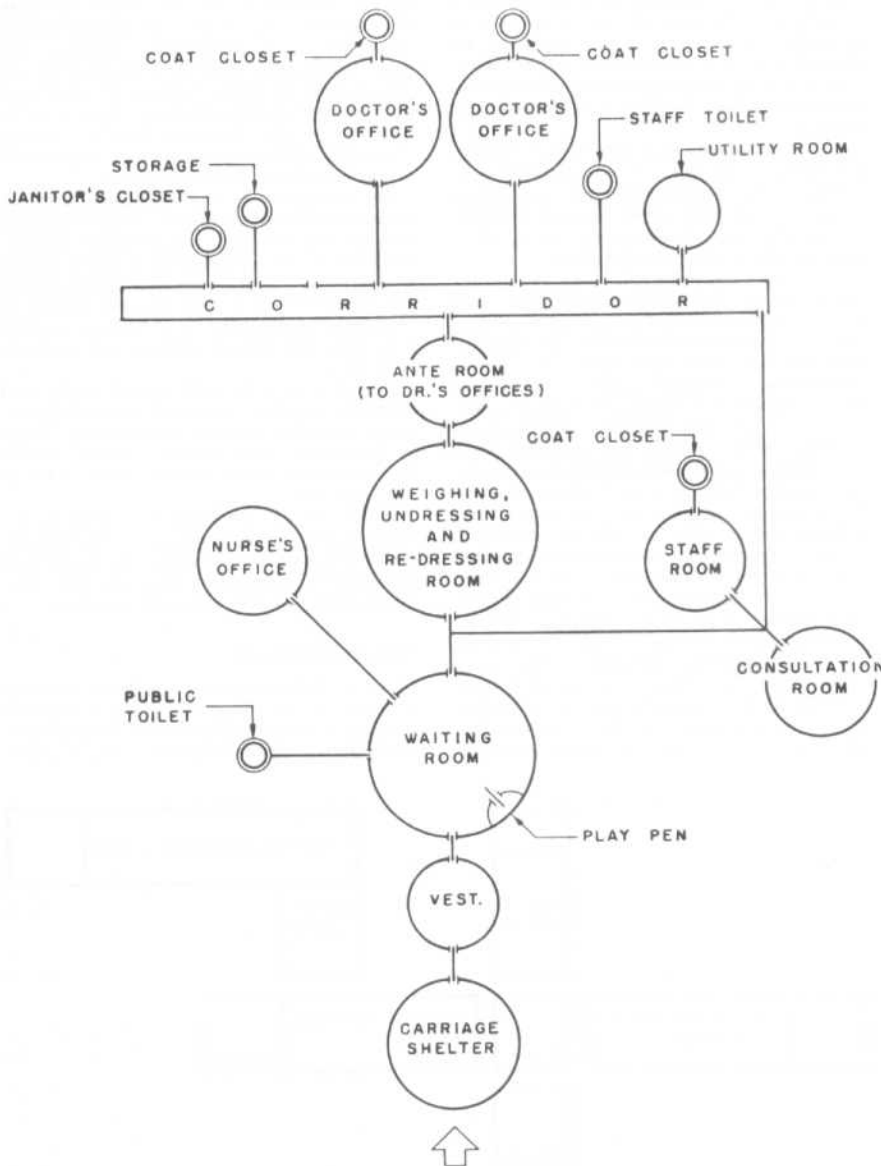 COAT CLOSET
COAT CLOSET
DOCTOR'S
OFFICE
DOCTOR'S
OFFICE
STAFF TOILET
UTILITY ROOM
STORAGE
JANITOR'S CLOSET
CORRIDOR
ANTE ROOM
(TO DR.'S OFFICES)
COAT CLOSET
WEIGHING,
UNDRESSING
AND
RE-DRESSING
ROOM
NURSE'S
OFFICE
STAFF
ROOM
CONSULTATION
ROOM
PUBLIC
TOILET
WAITING
ROOM
PLAY PEN
VEST.
CARRIAGE
SHELTER